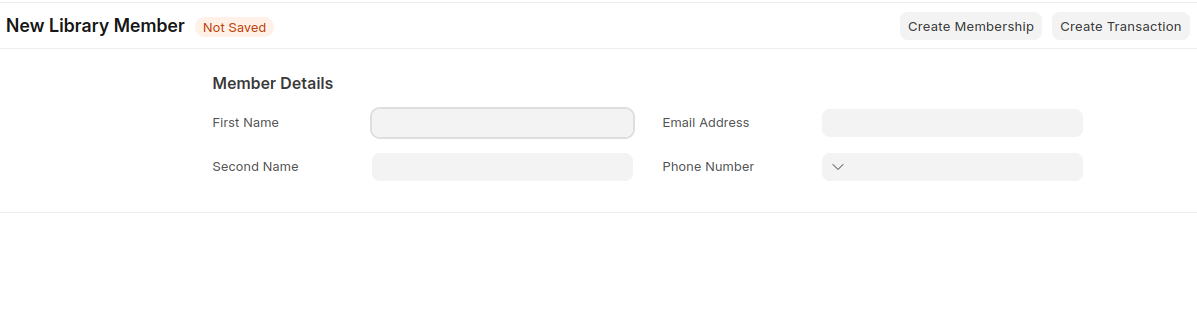 New Library Member Not Saved Create Membership Create Transaction
Member Details
First Name Email Address
Second Name Phone Number